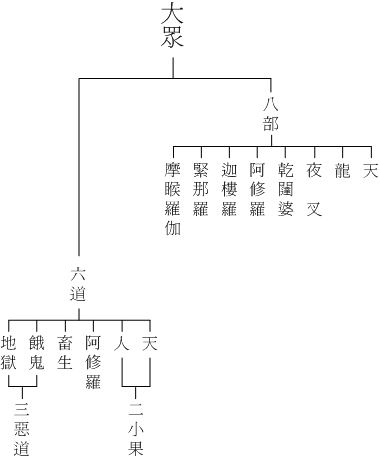 大眾
八部
天
龍
夜叉
乾闥婆
阿修羅
迦樓羅
緊那羅
摩睺羅伽
六道
天
人
阿修羅
畜生
餓鬼
地獄
二小果
三惡道